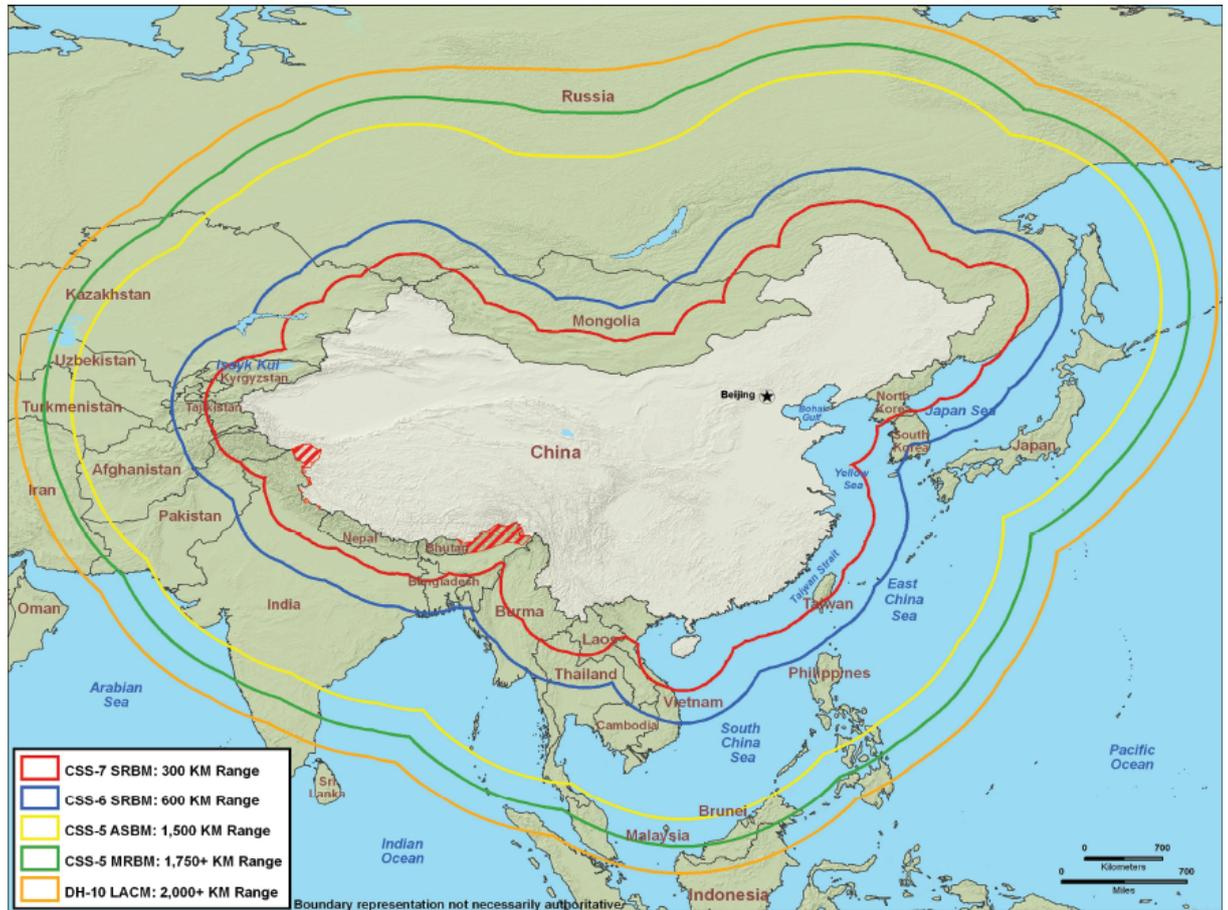 Russia
Kazakhstan
Mongolia
Uzbekistan
Issyk Kul
Kyrgyzstan
Turkmenistan
Tajikistan
Beijing
Bohai
Gulf
North
Korea
Japan Sea
South
Korea
Japan
China
Afghanistan
Yellow
Sea
Iran
Pakistan
Nepal
Bhutan
Taiwan Strait
Bangladesh
East
China
Sea
Oman
India
Burma
Taiwan
Laos
Thailand
Philippines
Arabian
Sea
Vietnam
Cambodia
South
China
Sea
Pacific
Ocean
Sri
Lanka
Brunei
Malaysia
Indian
Ocean
Indonesia
CSS-7 SRBM: 300 KM Range
CSS-6 SRBM: 600 KM Range
CSS-5 ASBM: 1,500 KM Range
CSS-5 MRBM: 1,750+ KM Range
DH-10 LACM: 2,000+ KM Range
0 700
Kilometers
0 700
Miles
Boundary representation not necessarily authoritative